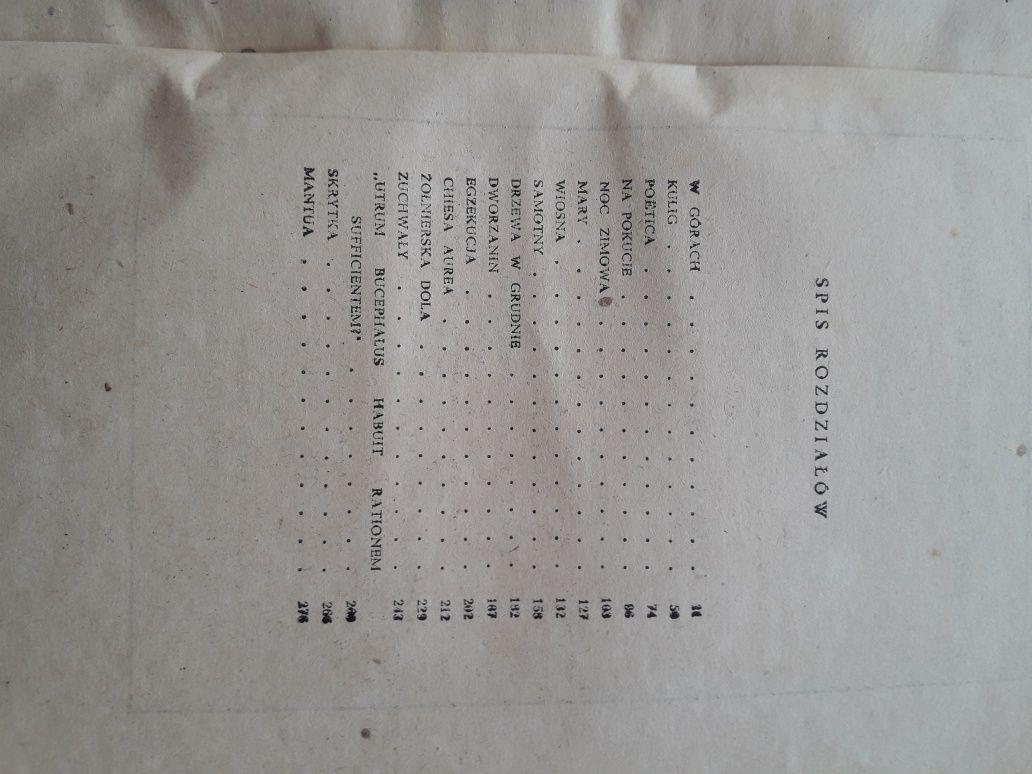 SPIS ROZDZIAŁÓW
W GÓRACH . . . . . . . . . . . 11
KULIG . . . . . . . . . . . . . 50
POËTICA . . . . . . . . . . . . 74
NA POKUCIE . . . . . . . . . . . 96
NOC ZIMOWA . . . . . . . . . . 103
MARY . . . . . . . . . . . . . 127
WIOSNA . . . . . . . . . . . . 132
SAMOTNY . . . . . . . . . . . . 158
DRZEWA W GRUDNIE . . . . . . . . 182
DWORZANIN . . . . . . . . . . . 187
EGZEKUCJA . . . . . . . . . . . 202
CHIESA AUREA . . . . . . . . . . 212
ŻOŁNIERSKA DOLA . . . . . . . . . 229
ZUCHWAŁY . . . . . . . . . . . 243
„UTRUM BUCEPHALUS HABUIT RATIONEM
SUFFICIENTEM?" . . . . . . . .
SKRYTKA . . . . . . . . . . . .
MANTUA . . . . . . . . . . . .